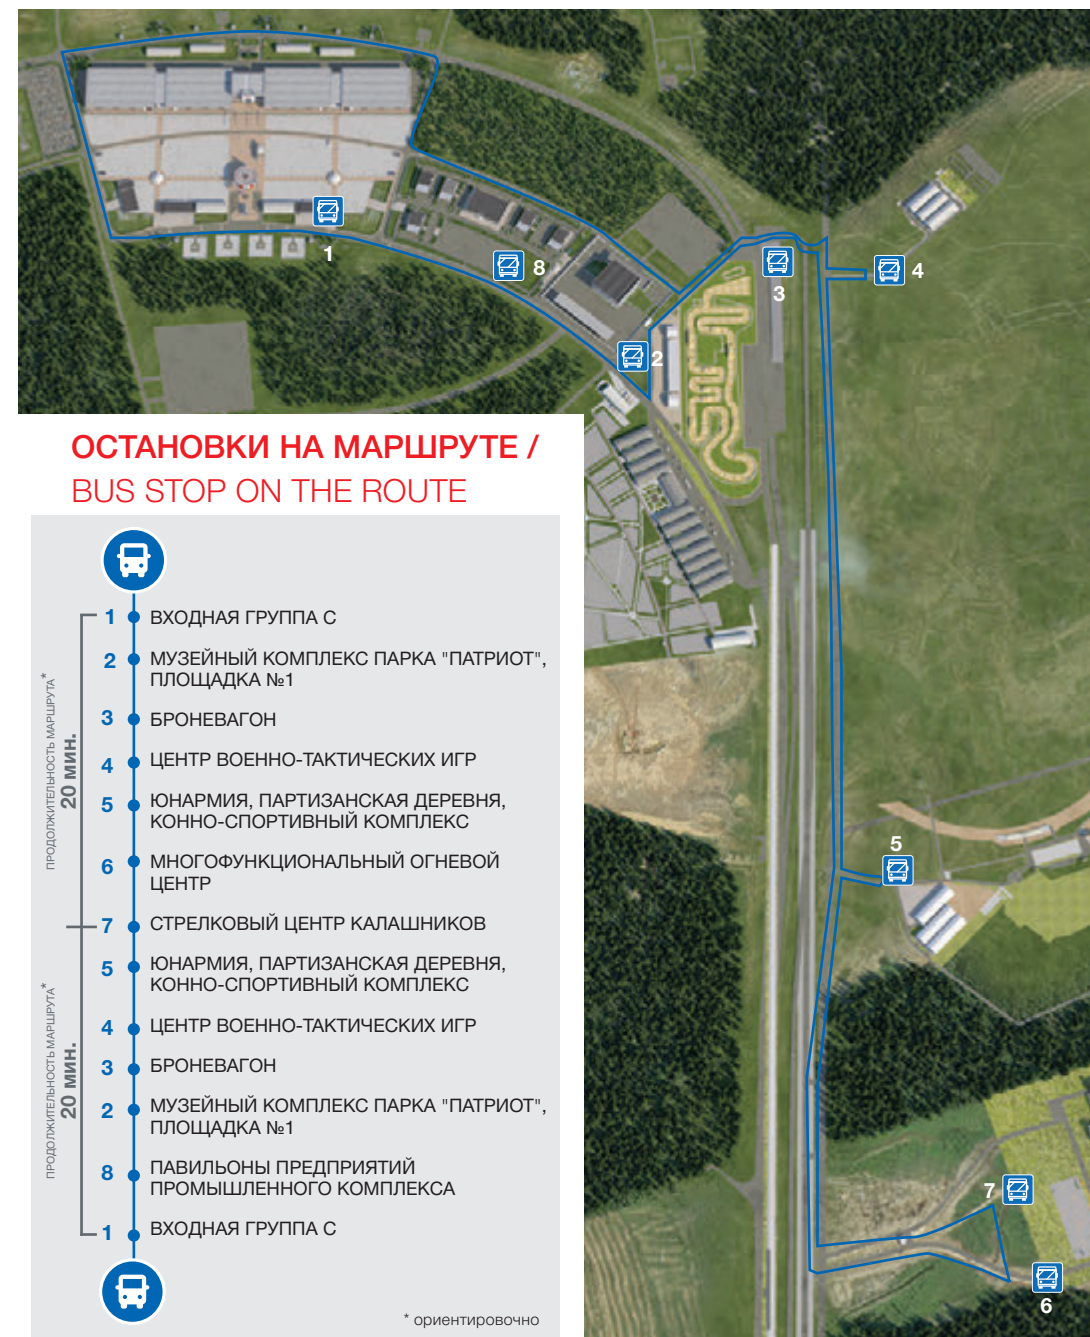 1
8
2
3
4
5
7
6
ОСТАНОВКИ НА МАРШРУТЕ /
BUS STOP ON THE ROUTE
ПРОДОЛЖИТЕЛЬНОСТЬ МАРШРУТА*
20 МИН.
1 ВХОДНАЯ ГРУППА С
2 МУЗЕЙНЫЙ КОМПЛЕКС ПАРКА "ПАТРИОТ",
ПЛОЩАДКА №1
3 БРОНЕВАГОН
4 ЦЕНТР ВОЕННО-ТАКТИЧЕСКИХ ИГР
5 ЮНАРМИЯ, ПАРТИЗАНСКАЯ ДЕРЕВНЯ,
КОННО-СПОРТИВНЫЙ КОМПЛЕКС
6 МНОГОФУНКЦИОНАЛЬНЫЙ ОГНЕВОЙ
ЦЕНТР
7 СТРЕЛКОВЫЙ ЦЕНТР КАЛАШНИКОВ
ПРОДОЛЖИТЕЛЬНОСТЬ МАРШРУТА*
20 МИН.
5 ЮНАРМИЯ, ПАРТИЗАНСКАЯ ДЕРЕВНЯ,
КОННО-СПОРТИВНЫЙ КОМПЛЕКС
4 ЦЕНТР ВОЕННО-ТАКТИЧЕСКИХ ИГР
3 БРОНЕВАГОН
2 МУЗЕЙНЫЙ КОМПЛЕКС ПАРКА "ПАТРИОТ",
ПЛОЩАДКА №1
8 ПАВИЛЬОНЫ ПРЕДПРИЯТИЙ
ПРОМЫШЛЕННОГО КОМПЛЕКСА
1 ВХОДНАЯ ГРУППА С
* ориентировочно